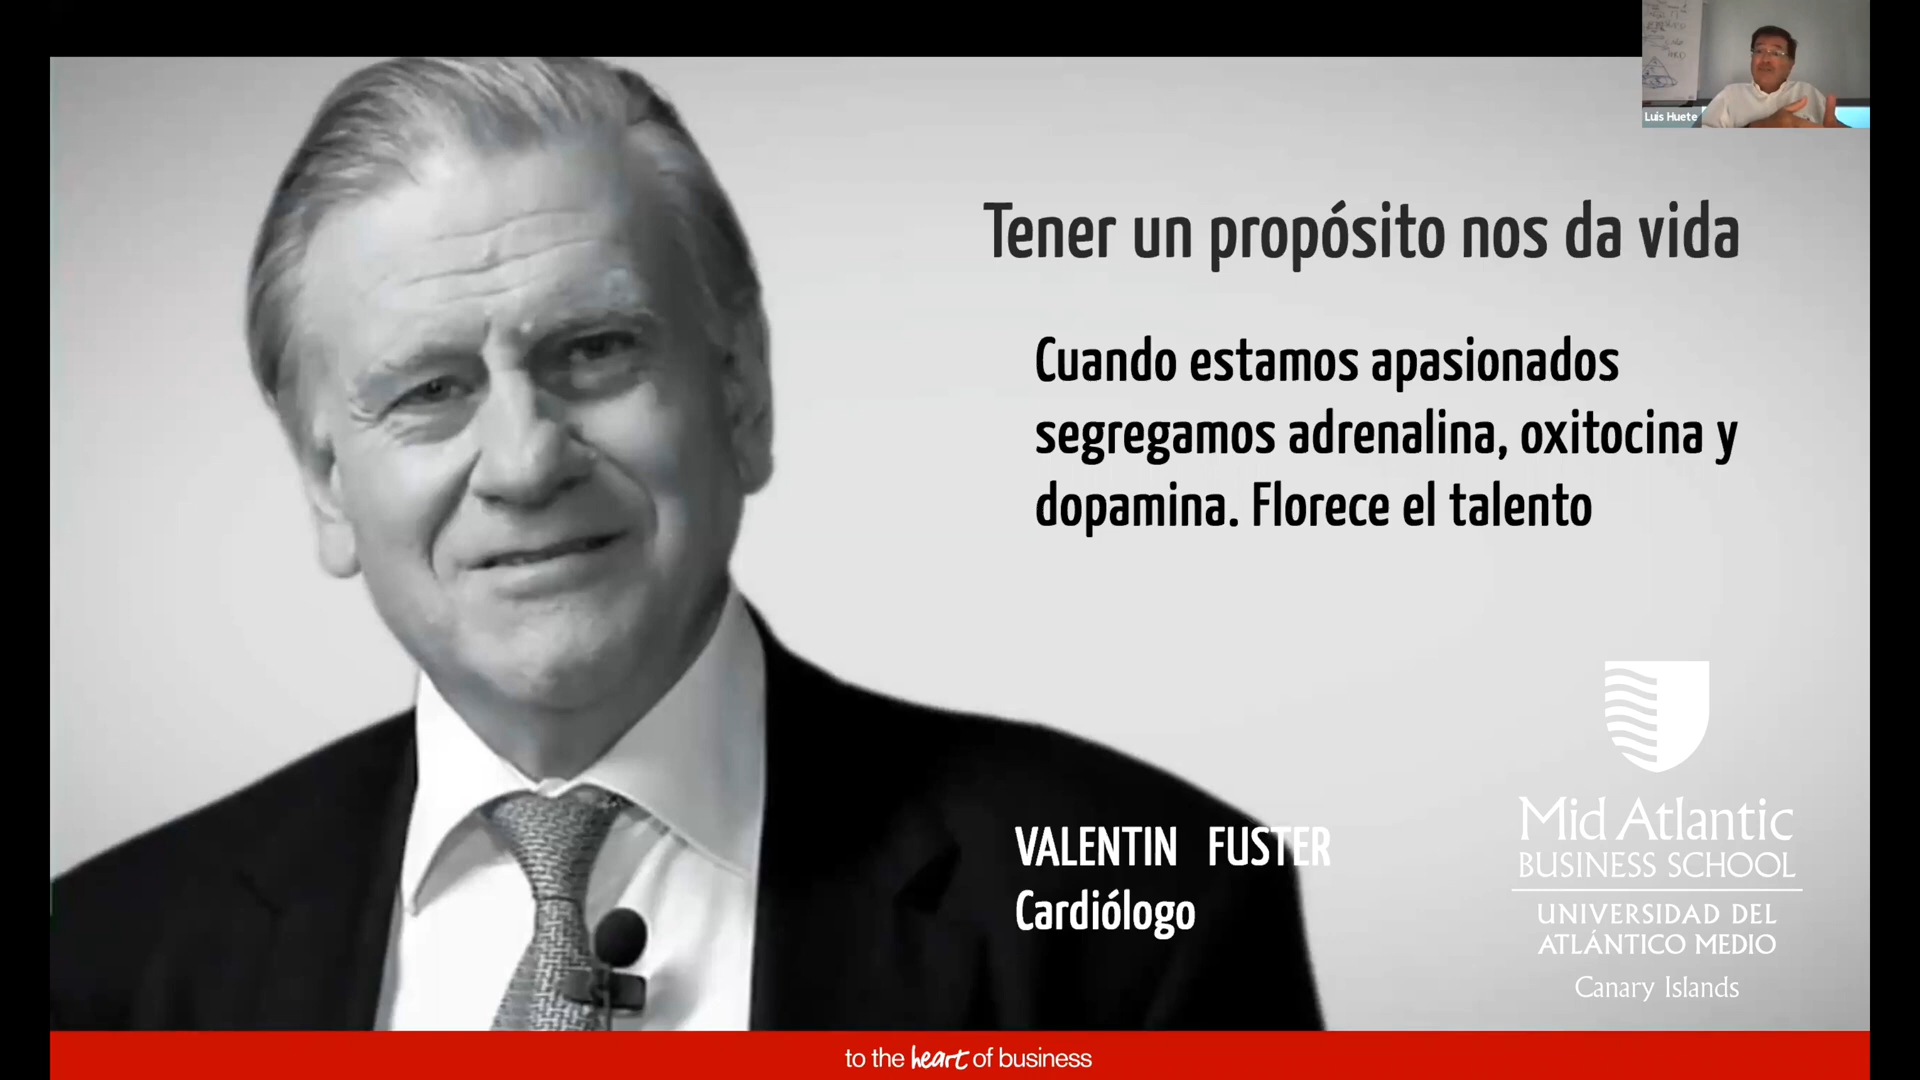 Luis Huete
Tener un propósito nos da vida
Cuando estamos apasionados
segregamos adrenalina, oxitocina y
dopamina. Florece el talento
VALENTIN FUSTER
Cardiólogo
Mid Atlantic
BUSINESS SCHOOL
UNIVERSIDAD DEL
ATLÁNTICO MEDIO
Canary Islands
to the heart of business